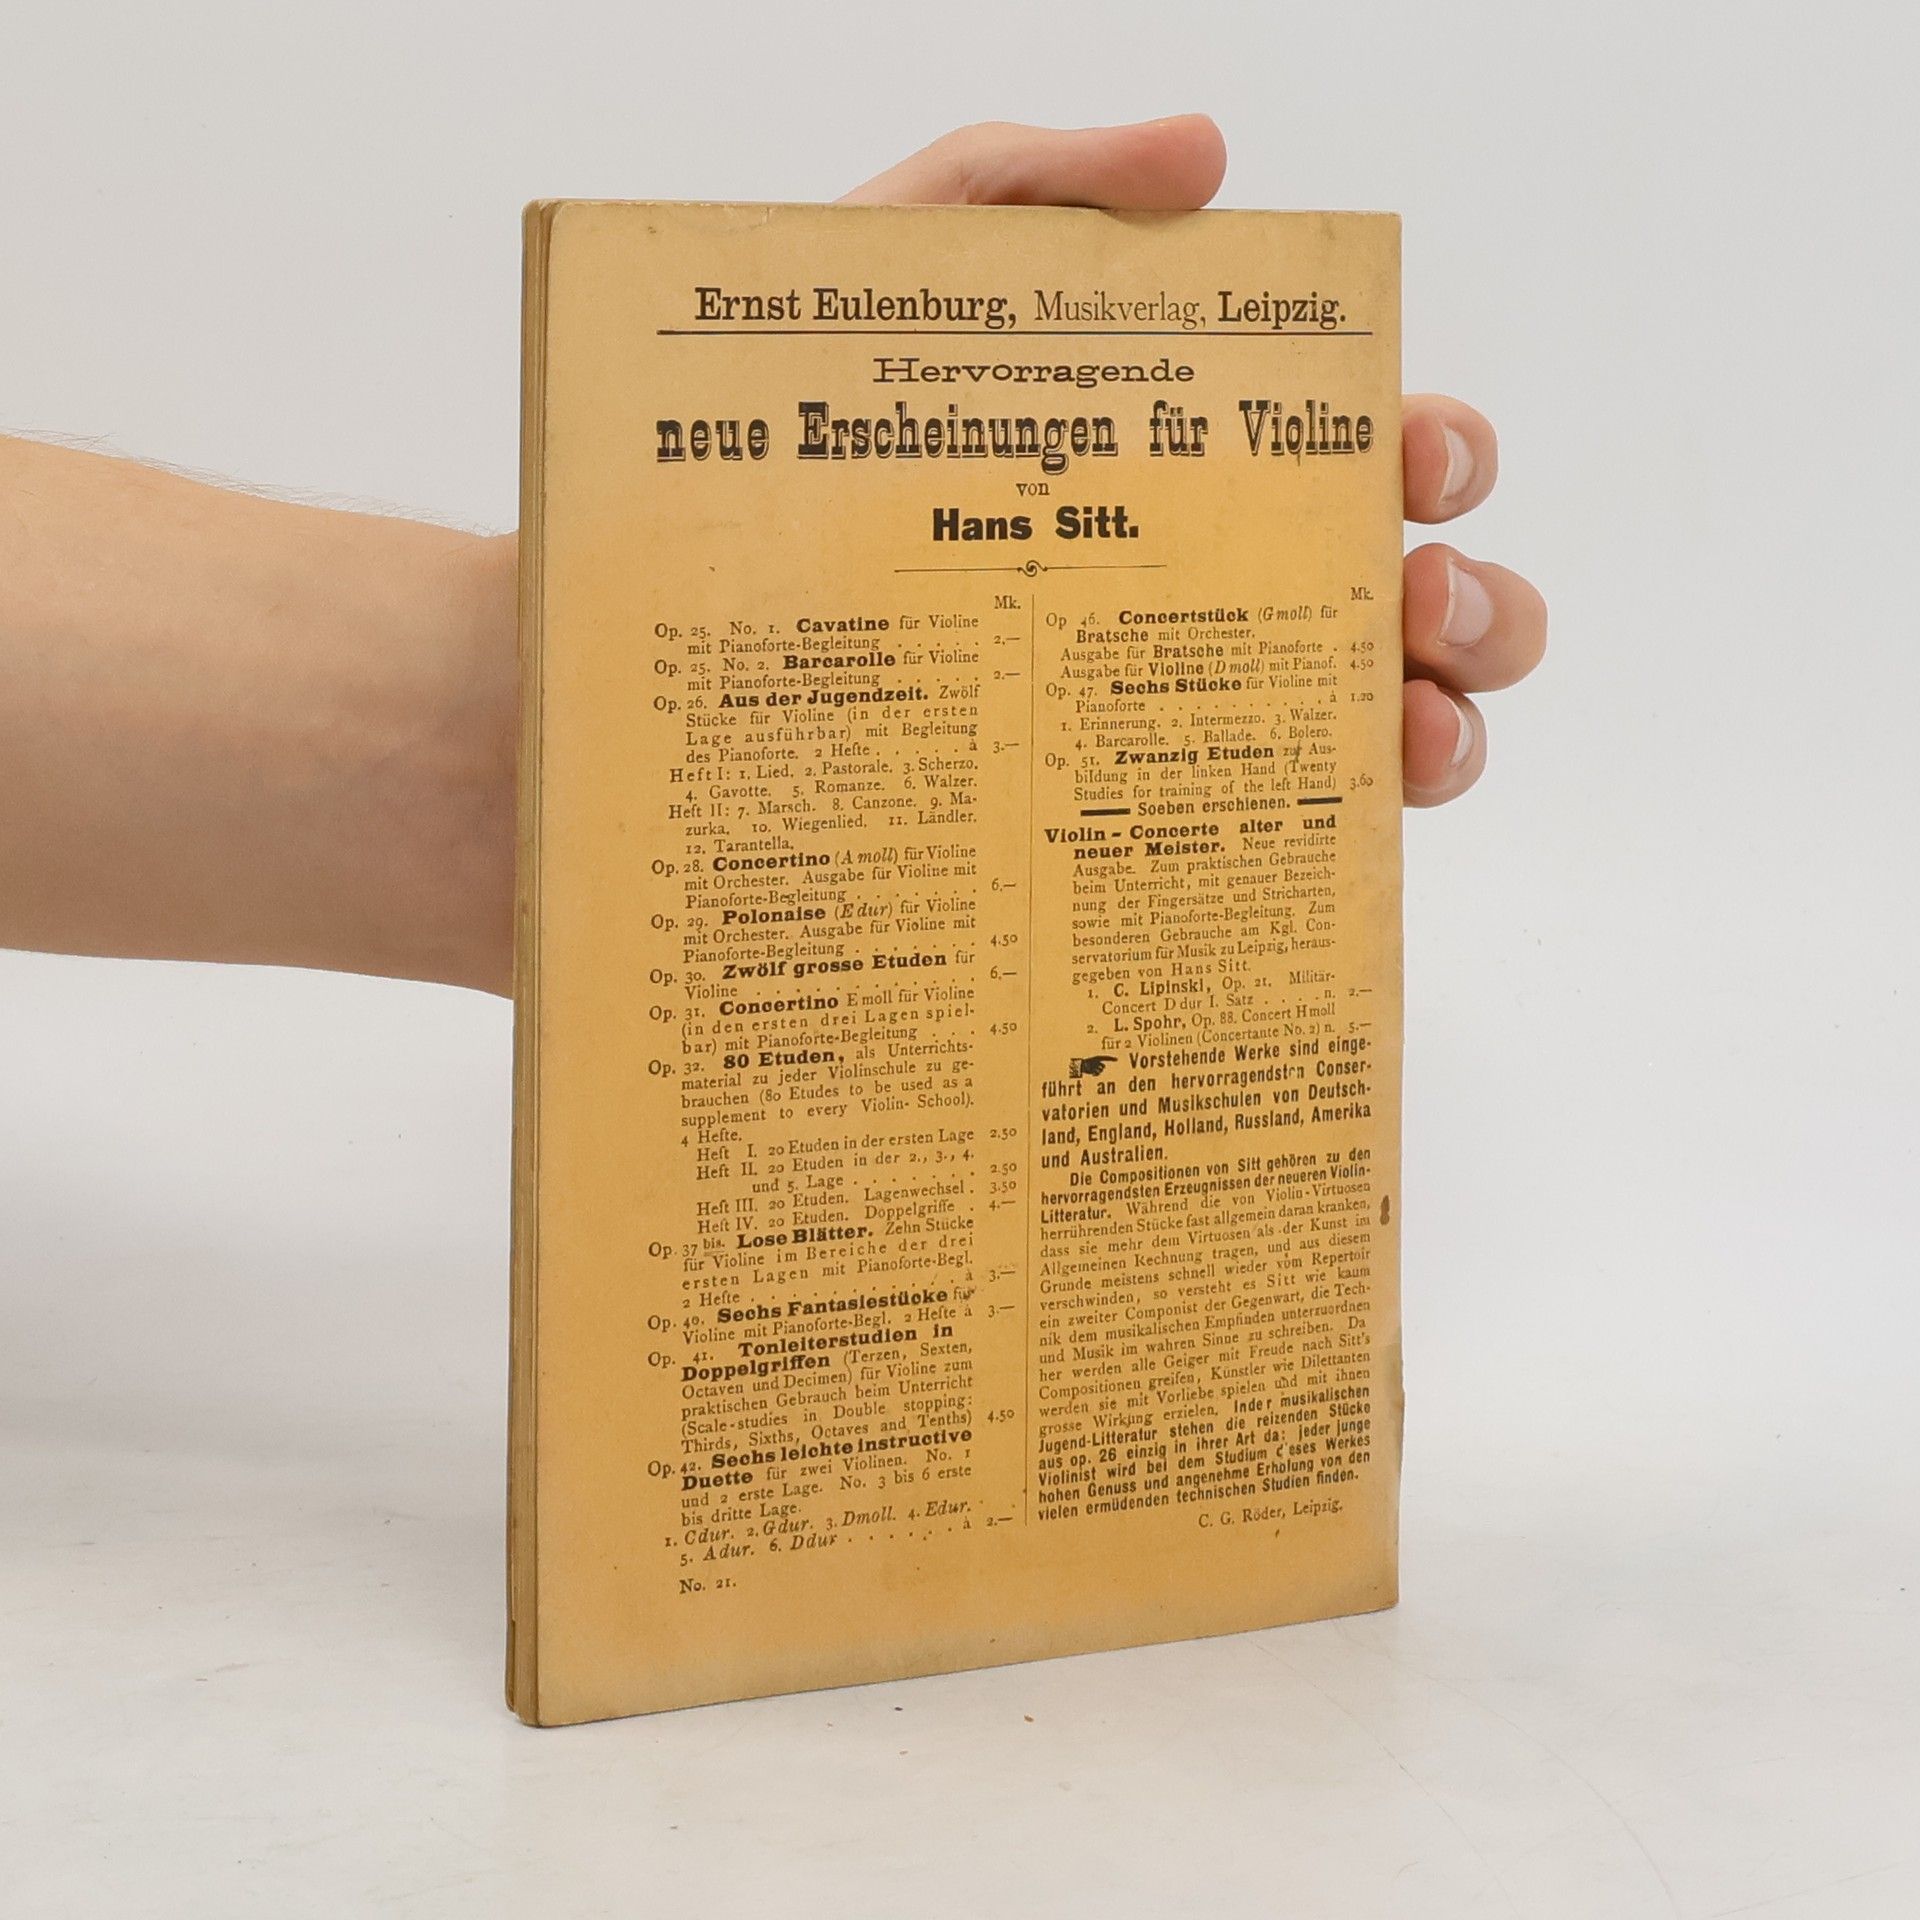 Ernst Eulenburg, Musikverlag, Leipzig.
Hervorragende
neue Erscheinungen für Violine
von
Hans Sitt.
Mk.
Op. 25. No. 1. Cavatine für Violine
mit Pianoforte-Begleitung . . . . . 2,—
Op. 25. No. 2. Barcarolle für Violine
mit Pianoforte-Begleitung . . . . . 2.—
Op. 26. Aus der Jugendzeit. Zwölf
Stücke für Violine (in der ersten
Lage ausführbar) mit Begleitung
des Pianoforte. 2 Hefte . . . . . à 3.—
Heft I: 1. Lied. 2. Pastorale. 3. Scherzo.
4. Gavotte. 5. Romanze. 6. Walzer.
Heft II: 7. Marsch. 8. Canzone. 9. Ma-
zurka. 10. Wiegenlied. 11. Ländler.
12. Tarantella.
Op. 28. Concertino (A moll) für Violine
mit Orchester. Ausgabe für Violine mit
Pianoforte-Begleitung . . . . . . . 6,—
Op. 29. Polonaise (E dur) für Violine
mit Orchester. Ausgabe für Violine mit
Pianoforte-Begleitung . . . . . . . 4.50
Op. 30. Zwölf grosse Etuden für
Violine . . . . . . . . . . . . 6.—
Op. 31. Concertino E moll für Violine
(in den ersten drei Lagen spiel-
bar) mit Pianoforte-Begleitung . . . 4.50
Op. 32. 80 Etuden, als Unterrichts-
material zu jeder Violinschule zu ge-
brauchen (80 Etudes to be used as a
supplement to every Violin-School).
4 Hefte.
Heft I. 20 Etuden in der ersten Lage 2.50
Heft II. 20 Etuden in der 2., 3., 4.
und 5. Lage . . . . . . . . 2.50
Heft III. 20 Etuden. Lagenwechsel . 3.50
Heft IV. 20 Etuden. Doppelgriffe . 4.—
Op. 37 bis. Lose Blätter. Zehn Stücke
für Violine im Bereiche der drei
ersten Lagen mit Pianoforte-Begl.
2 Hefte . . . . . . . . . . . à 3.—
Op. 40. Sechs Fantasiestücke für
Violine mit Pianoforte-Begl. 2 Hefte à 3.—
Op. 41. Tonleiterstudien in
Doppelgriffen (Terzen, Sexten,
Octaven und Decimen) für Violine zum
praktischen Gebrauch beim Unterricht
(Scale-studies in Double stopping:
Thirds, Sixths, Octaves and Tenths) 4.50
Op. 42. Sechs leichte instructive
Duette für zwei Violinen. No. 1
und 2 erste Lage. No. 3 bis 6 erste
bis dritte Lage.
1. C dur. 2. G dur. 3. D moll. 4. E dur.
5. A dur. 6. D dur . . . . . . à 2.—
No. 21.
Mk.
Op 46. Concertstück (G moll) für
Bratsche mit Orchester.
Ausgabe für Bratsche mit Pianoforte . 4.50
Ausgabe für Violine (D moll) mit Pianof. 4.50
Op. 47. Sechs Stücke für Violine mit
Pianoforte . . . . . . . . . . à 1.20
1. Erinnerung. 2. Intermezzo. 3. Walzer.
4. Barcarolle. 5. Ballade. 6. Bolero.
Op. 51. Zwanzig Etuden zur Aus-
bildung in der linken Hand (Twenty
Studies for training of the left Hand) 3.60
Soeben erschienen.
Violin-Concerte alter und
neuer Meister. Neue revidirte
Ausgabe. Zum praktischen Gebrauche
beim Unterricht, mit genauer Bezeich-
nung der Fingersätze und Stricharten,
sowie mit Pianoforte-Begleitung. Zum
besonderen Gebrauche am Kgl. Con-
servatorium für Musik zu Leipzig, heraus-
gegeben von Hans Sitt.
1. C. Lipinski, Op. 21. Militär-
Concert D dur I. Satz . . . . n. 2.—
2. L. Spohr, Op. 88. Concert H moll
für 2 Violinen (Concertante No. 2) n. 5.—
Vorstehende Werke sind einge-
führt an den hervorragendsten Conser-
vatorien und Musikschulen von Deutsch-
land, England, Holland, Russland, Amerika
und Australien.
Die Compositionen von Sitt gehören zu den
hervorragendsten Erzeugnissen der neueren Violin-
Litteratur. Während die von Violin-Virtuosen
herrührenden Stücke fast allgemein daran kranken,
dass sie mehr dem Virtuosen als der Kunst im
Allgemeinen Rechnung tragen, und aus diesem
Grunde meistens schnell wieder vom Repertoir
verschwinden, so versteht es Sitt wie kaum
ein zweiter Componist der Gegenwart, die Tech-
nik dem musikalischen Empfinden unterzuordnen
und Musik im wahren Sinne zu schreiben. Da
her werden alle Geiger mit Freude nach Sitt's
Compositionen greifen, Künstler wie Dilettanten
werden sie mit Vorliebe spielen und mit ihnen
grosse Wirkung erzielen. In der musikalischen
Jugend-Litteratur stehen die reizenden Stücke
aus op. 26 einzig in ihrer Art da; jeder junge
Violinist wird bei dem Studium d'eses Werkes
hohen Genuss und angenehme Erholung von den
vielen ermüdenden technischen Studien finden.
C. G. Röder, Leipzig.